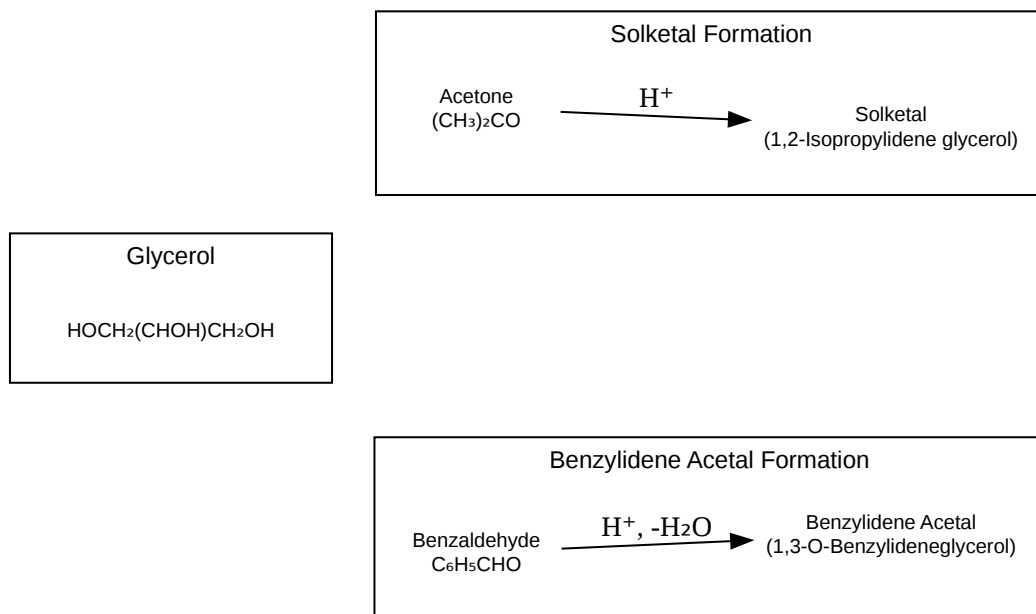 Solketal Formation
Acetone
(CH₃)₂CO
H⁺
Solketal
(1,2-Isopropylidene glycerol)
Glycerol
HOCH₂(CHOH)CH₂OH
Benzylidene Acetal Formation
Benzaldehyde
C₆H₅CHO
H⁺, -H₂O
Benzylidene Acetal
(1,3-O-Benzylideneglycerol)